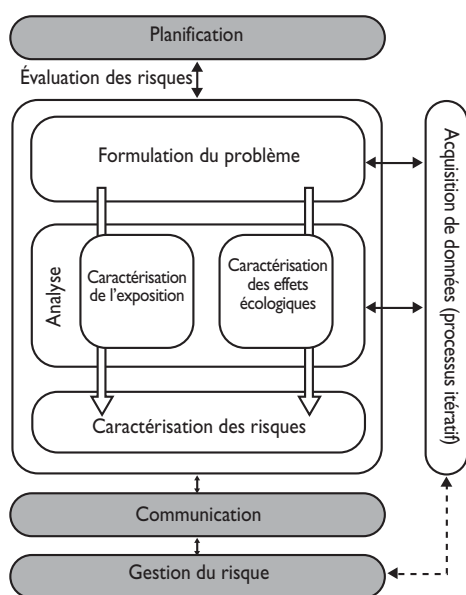 Planification
Évaluation des risques
Formulation du problème
Analyse
Caractérisation
de l'exposition
Caractérisation
des effets
écologiques
Caractérisation des risques
Acquisition de données (processus itératif)
Communication
Gestion du risque